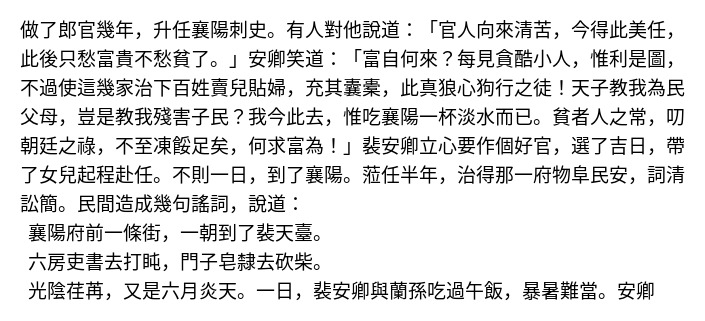 做了郎官幾年，升任襄陽刺史。有人對他說道：「官人向來清苦，今得此美任，
此後只愁富貴不愁貧了。」安卿笑道：「富自何來？每見貪酷小人，惟利是圖，
不過使這幾家治下百姓賣兒貼婦，充其囊橐，此真狼心狗行之徒！天子教我為民
父母，豈是教我殘害子民？我今此去，惟吃襄陽一杯淡水而已。貧者人之常，叨
朝廷之祿，不至凍餒足矣，何求富為！」裴安卿立心要作個好官，選了吉日，帶
了女兒起程赴任。不則一日，到了襄陽。蒞任半年，治得那一府物阜民安，詞清
訟簡。民間造成幾句謠詞，說道：
襄陽府前一條街，一朝到了裴天臺。
六房吏書去打盹，門子皂隸去砍柴。
光陰荏苒，又是六月炎天。一日，裴安卿與蘭孫吃過午飯，暴暑難當。安卿